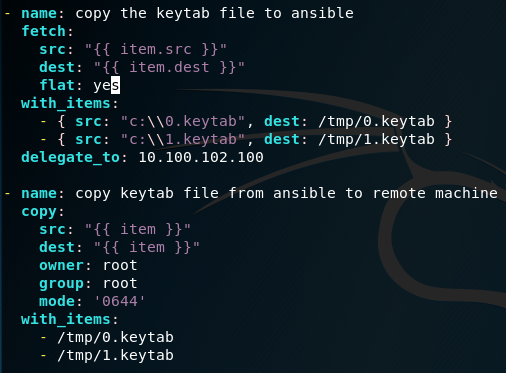 - name: copy the keytab file to ansible
  fetch:
    src: "{{ item.src }}"
    dest: "{{ item.dest }}"
    flat: yes
  with_items:
    - { src: "c:\\0.keytab", dest: /tmp/0.keytab }
    - { src: "c:\\1.keytab", dest: /tmp/1.keytab }
  delegate_to: 10.100.102.100

- name: copy keytab file from ansible to remote machine
  copy:
    src: "{{ item }}"
    dest: "{{ item }}"
    owner: root
    group: root
    mode: '0644'
  with_items:
    - /tmp/0.keytab
    - /tmp/1.keytab